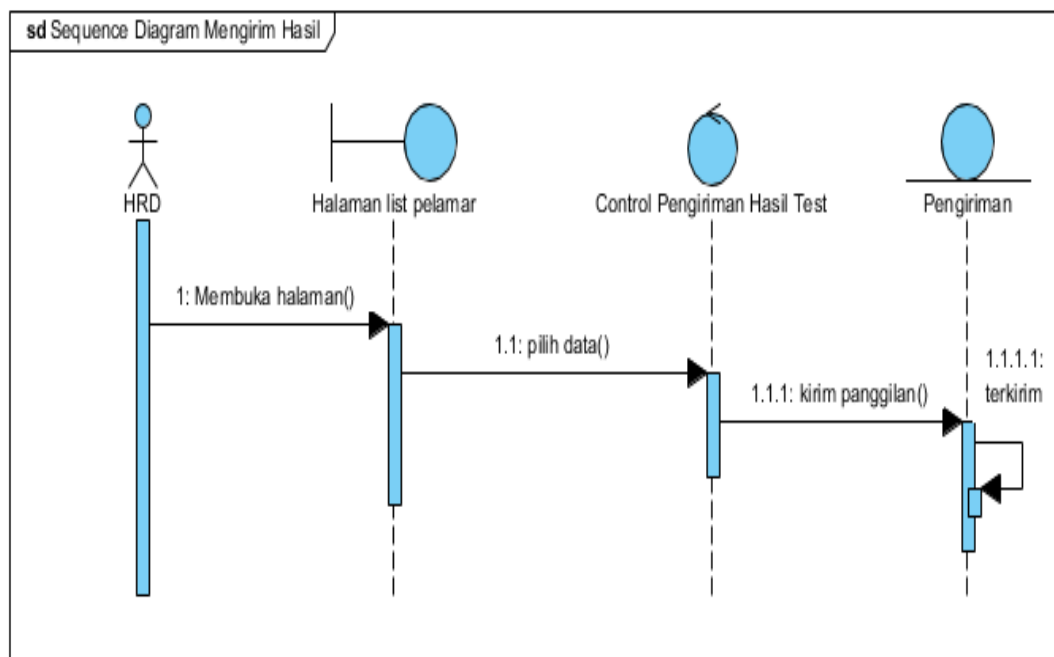 sd Sequence Diagram Mengirim Hasil
HRD
Halaman list pelamar
Control Pengiriman Hasil Test
Pengiriman
1: Membuka halaman()
1.1: pilih data()
1.1.1: kirim panggilan()
1.1.1.1:
terkirim